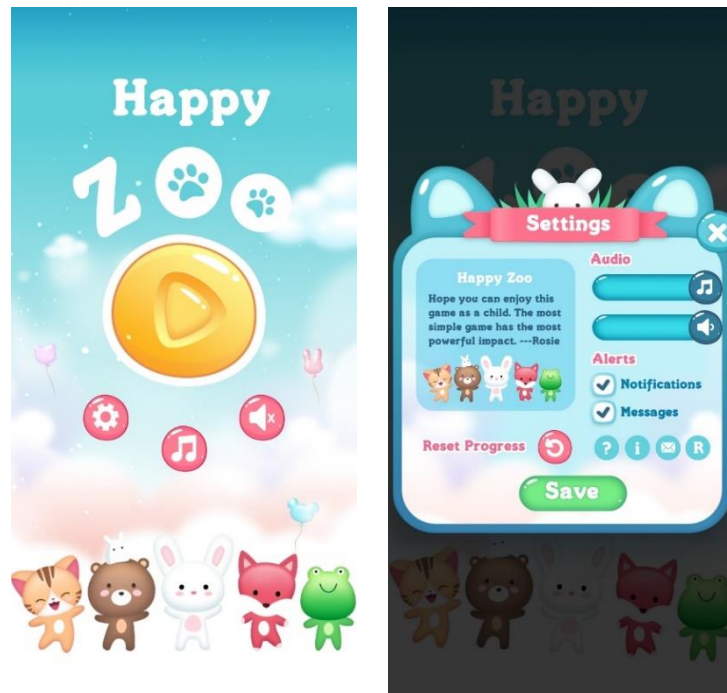 Happy
Zoo
Happy
Settings
Happy Zoo
Hope you can enjoy this
game as a child. The most
simple game has the most
powerful impact. ---Rosie
Audio
Alerts
Notifications
Messages
Reset Progress
? i R
Save